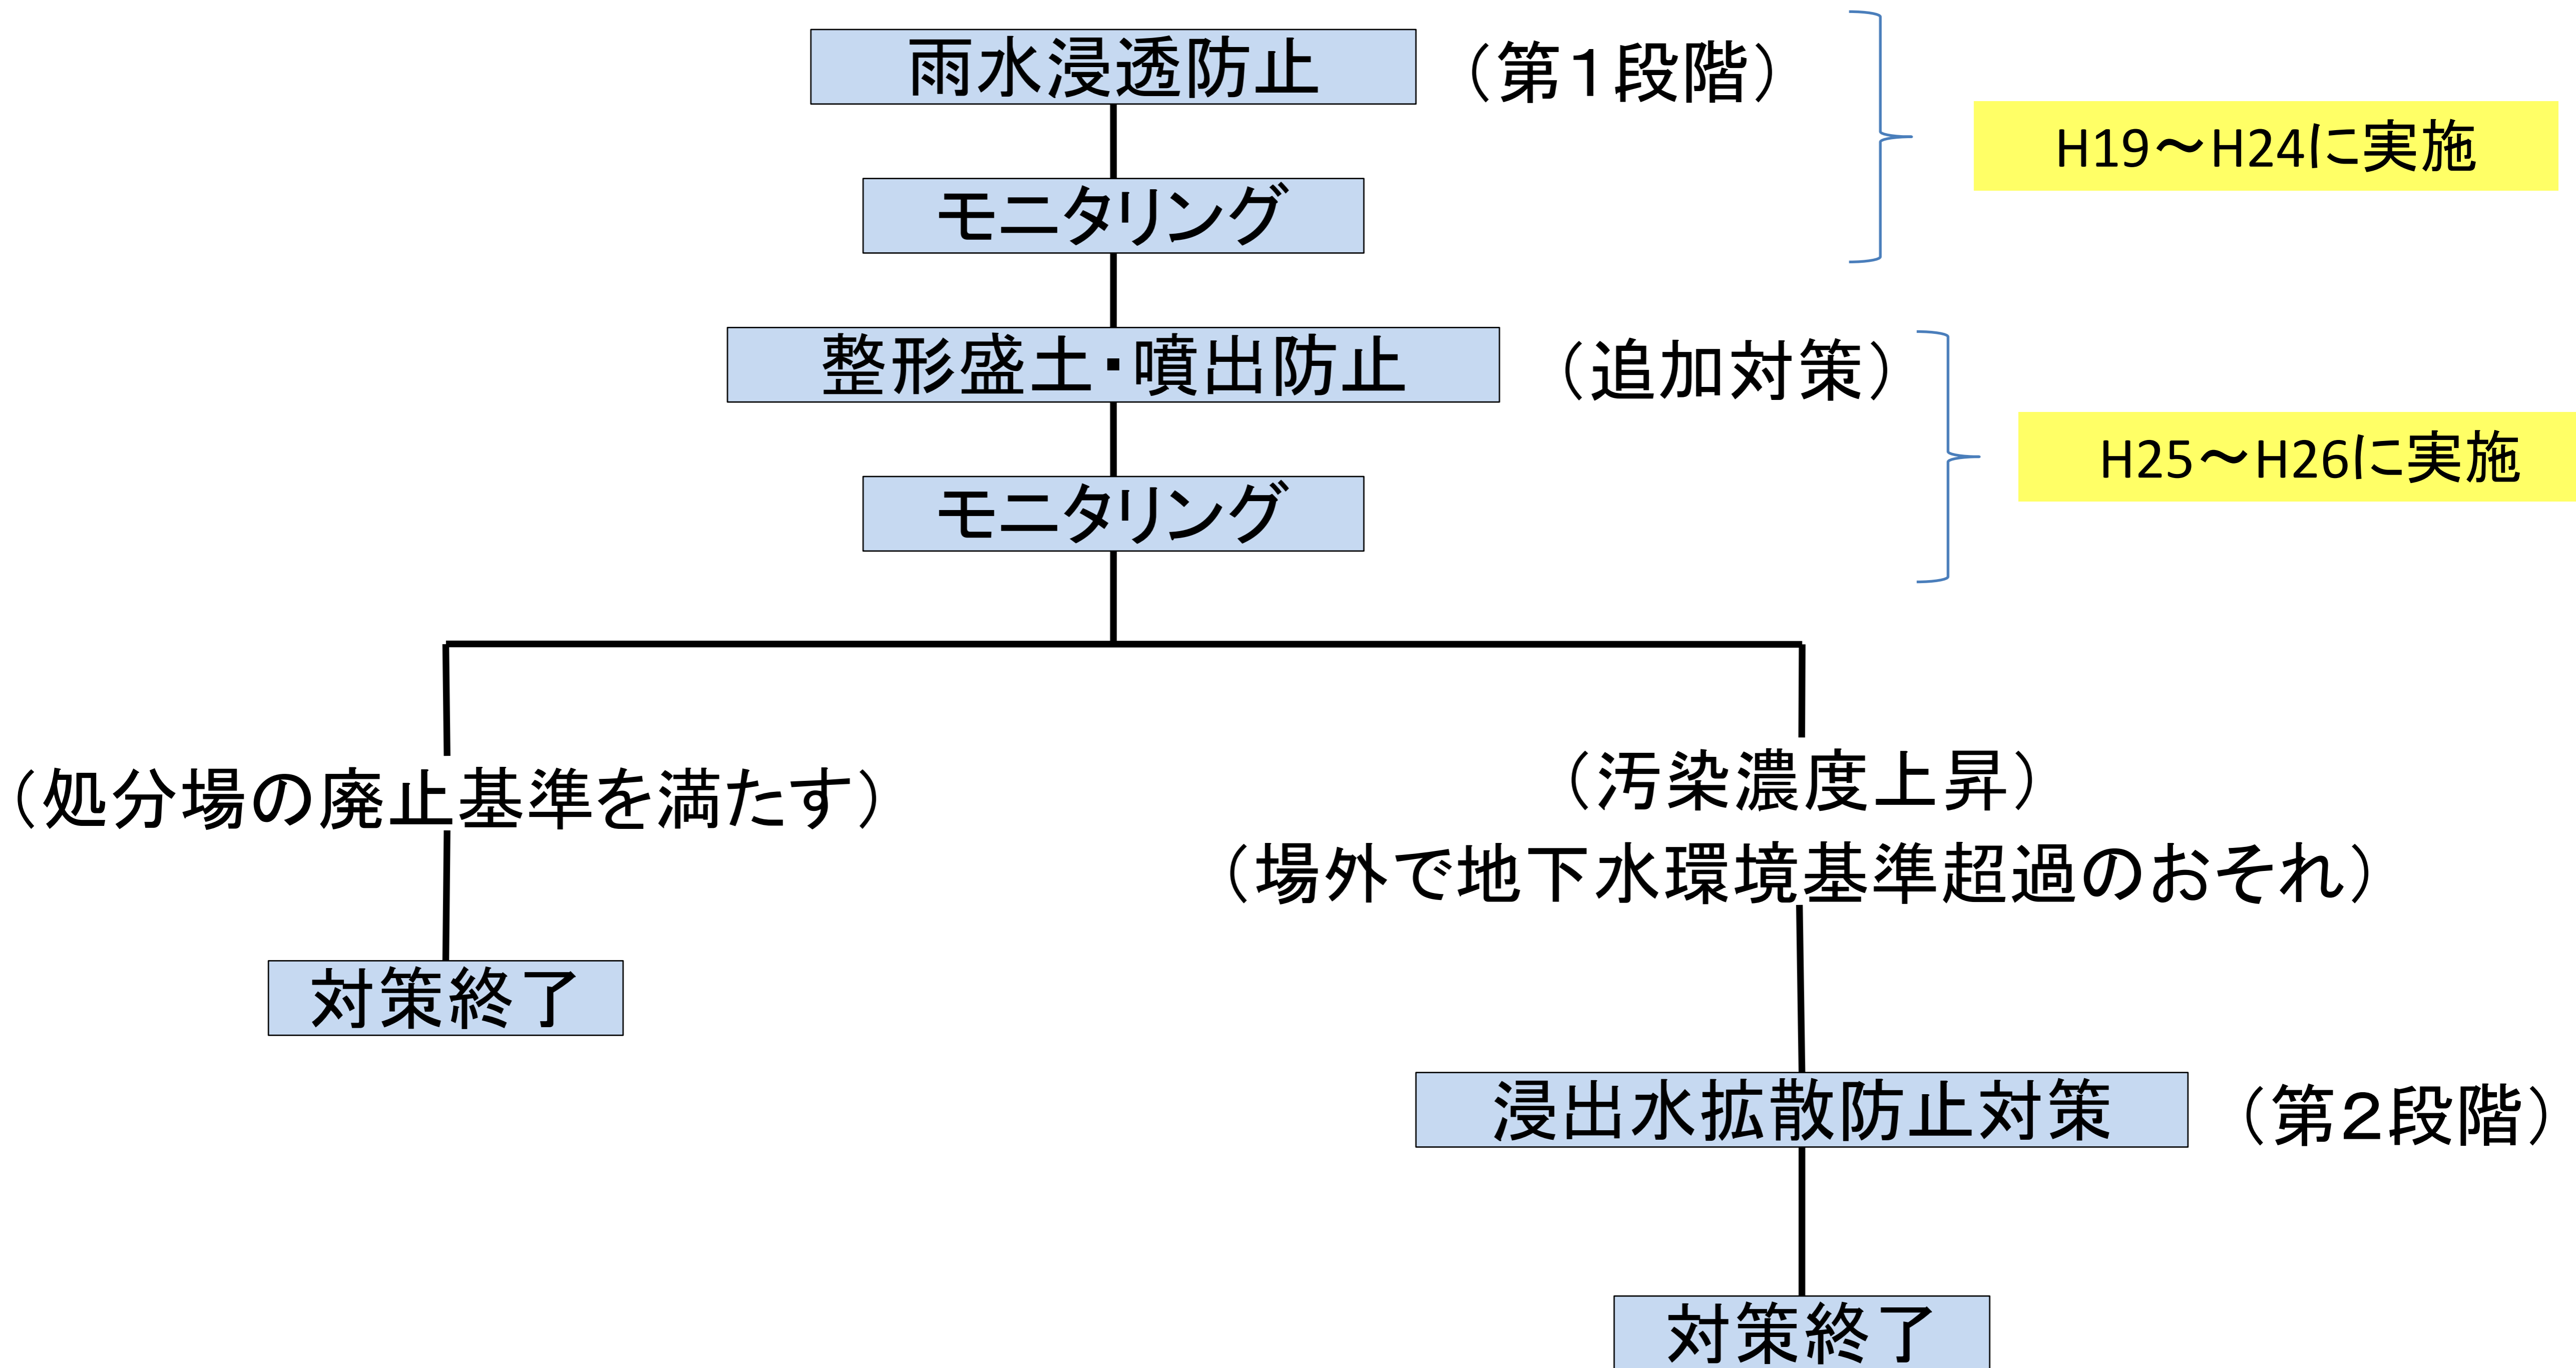 雨水浸透防止
（第１段階）
H19～H24に実施
モニタリング
整形盛土・噴出防止
（追加対策）
H25～H26に実施
モニタリング
（処分場の廃止基準を満たす）
（汚染濃度上昇）
（場外で地下水環境基準超過のおそれ）
対策終了
浸出水拡散防止対策
（第２段階）
対策終了